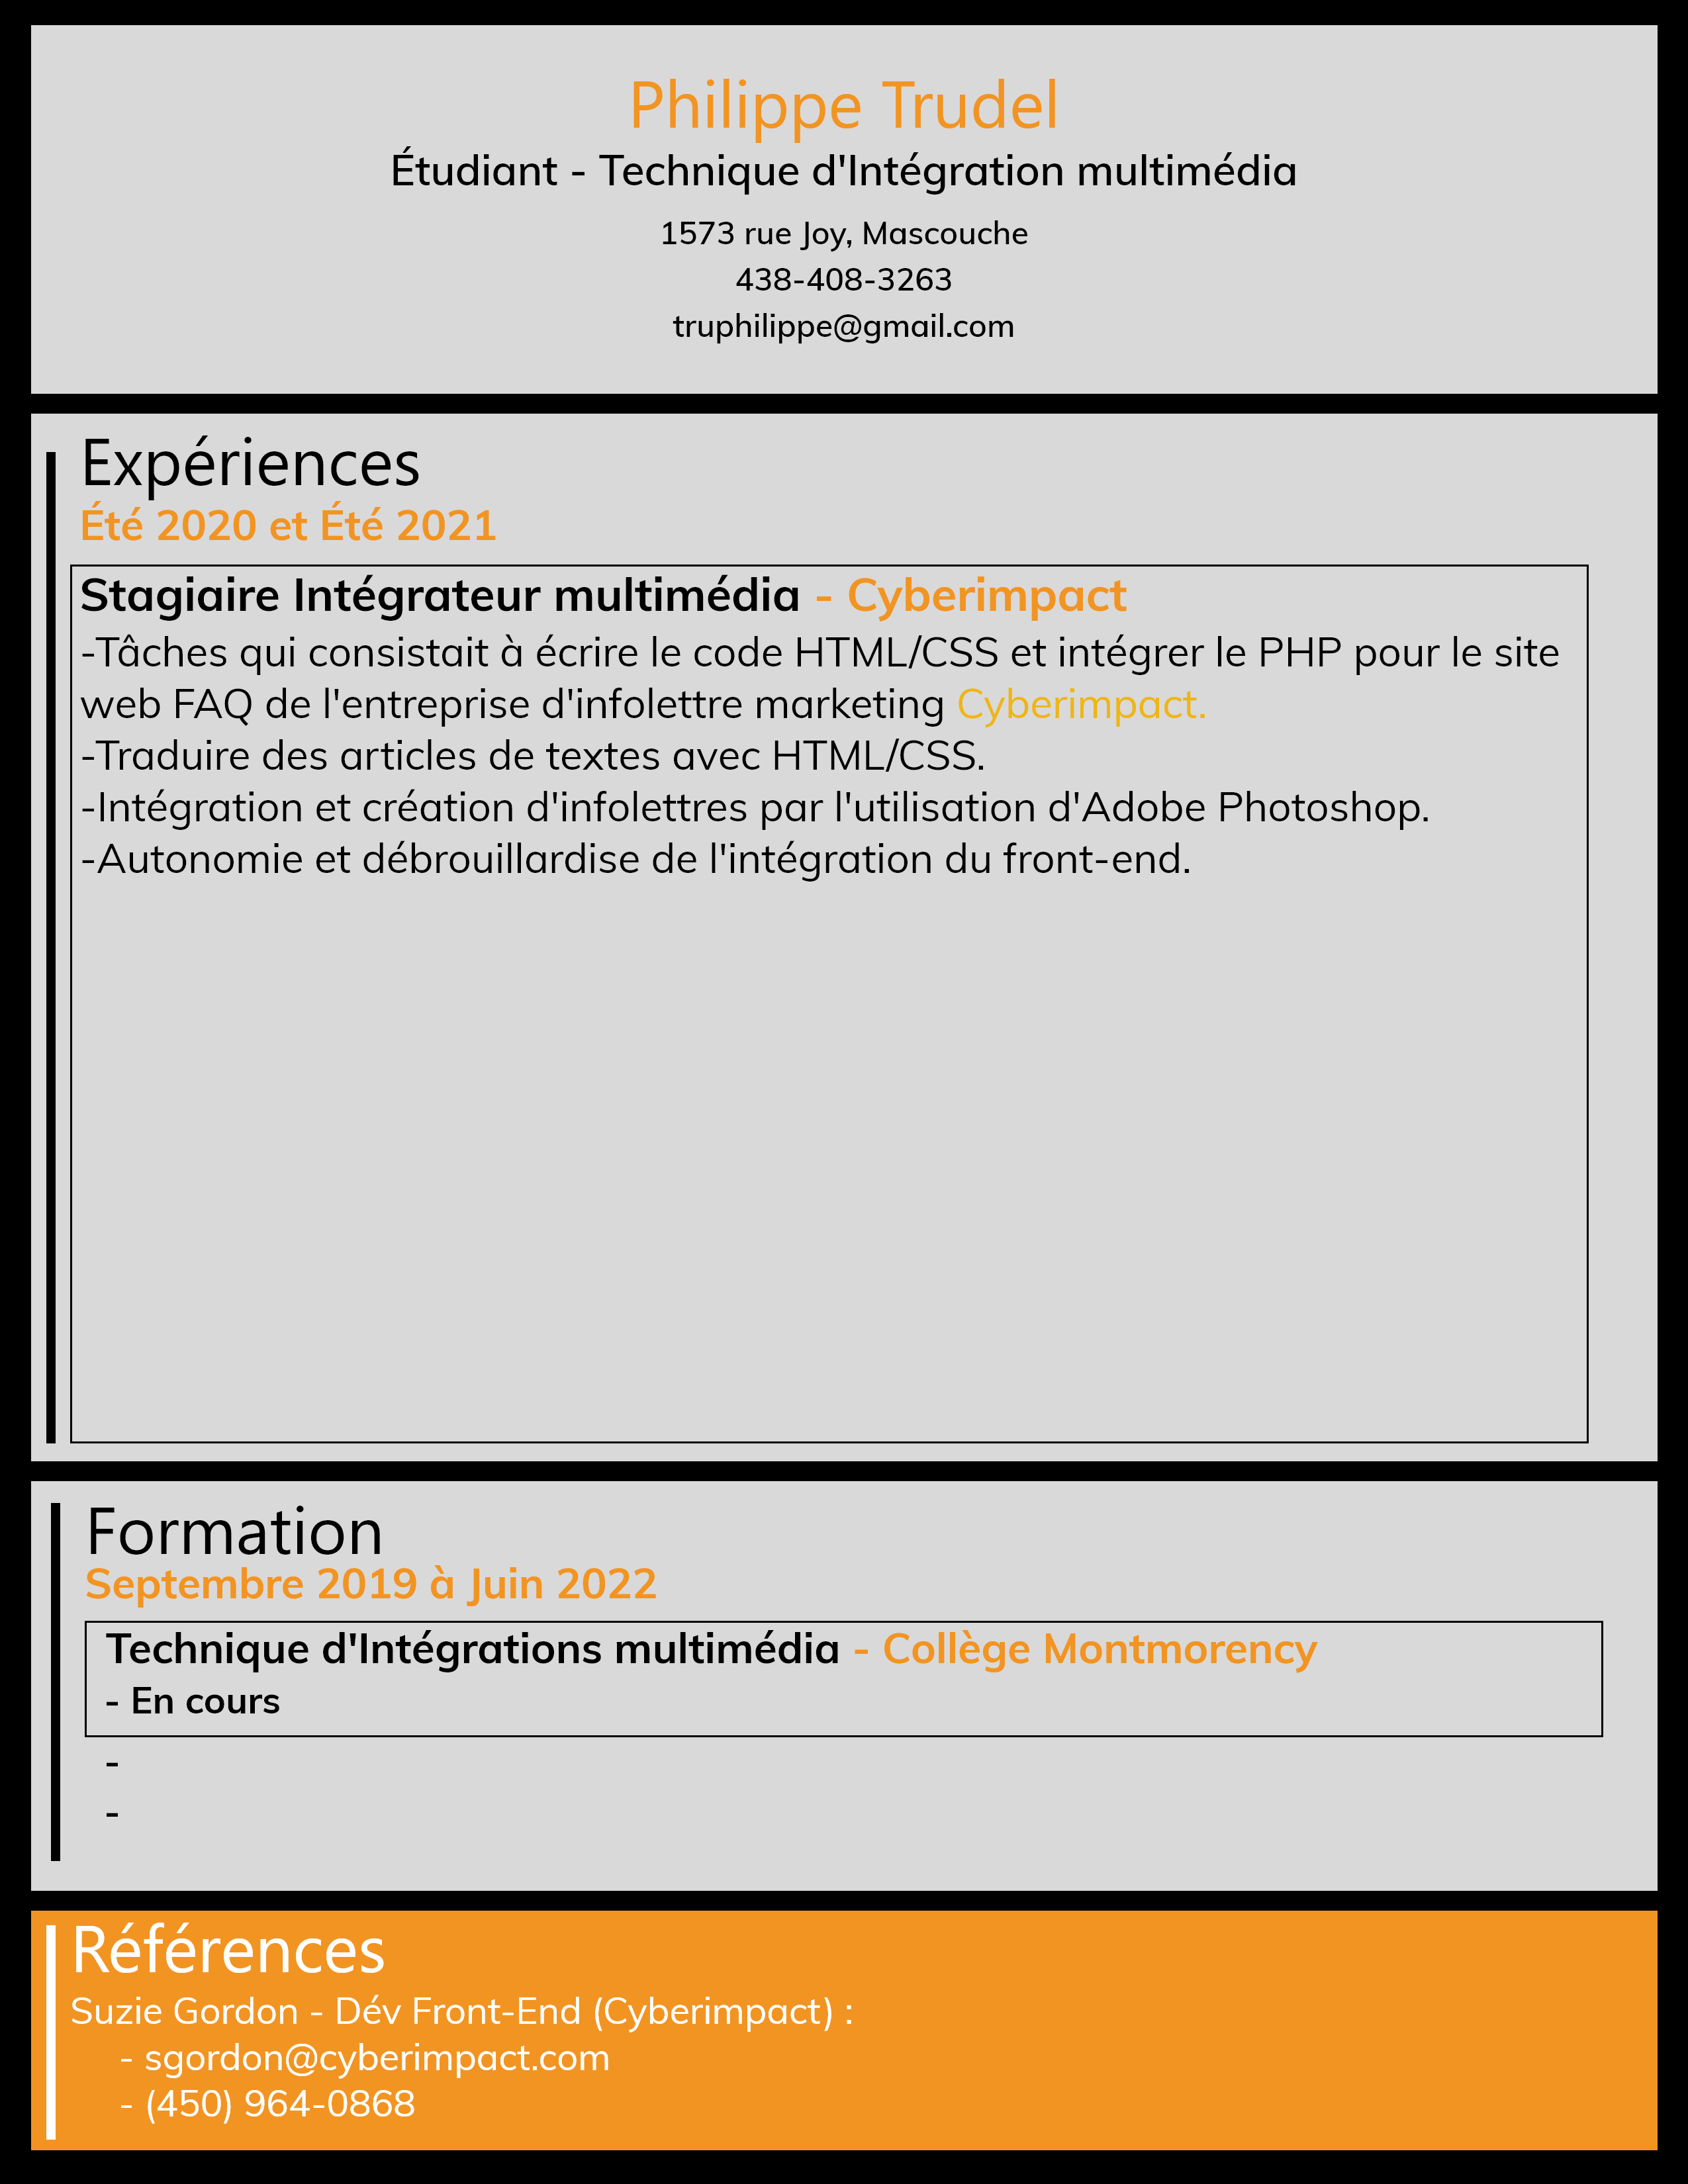 Philippe Trudel
Étudiant - Technique d'Intégration multimédia
1573 rue Joy, Mascouche
438-408-3263
truphilippe@gmail.com
Expériences
Été 2020 et Été 2021
Stagiaire Intégrateur multimédia - Cyberimpact
-Tâches qui consistait à écrire le code HTML/CSS et intégrer le PHP pour le site
web FAQ de l'entreprise d'infolettre marketing Cyberimpact.
-Traduire des articles de textes avec HTML/CSS.
-Intégration et création d'infolettres par l'utilisation d'Adobe Photoshop.
-Autonomie et débrouillardise de l'intégration du front-end.
Formation
Septembre 2019 à Juin 2022
Technique d'Intégrations multimédia - Collège Montmorency
- En cours
-
-
Références
Suzie Gordon - Dév Front-End (Cyberimpact) :
- sgordon@cyberimpact.com
- (450) 964-0868